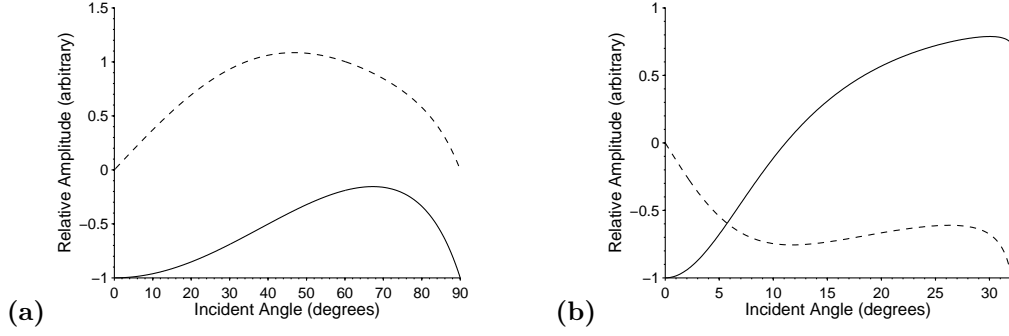 1.5
1
0.5
0
−0.5
−1
Relative Amplitude (arbitrary)
0 10 20 30 40 50 60 70 80 90
Incident Angle (degrees)
(a)
1
0.5
0
−0.5
−1
Relative Amplitude (arbitrary)
0 5 10 15 20 25 30
Incident Angle (degrees)
(b)